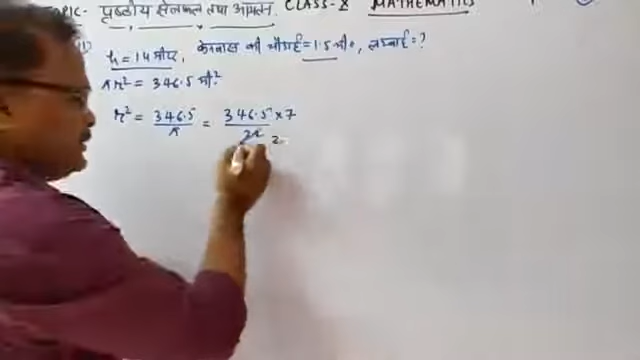 TOPIC- पृष्ठीय क्षेत्रफल तथा आयतन. CLASS-X MATHEMATICS
h = 14 मीटर, केनवास की चौड़ाई = 1.5 मी०, लम्बाई = ?
πr² = 346.5 मी²
r² = 346.5/π = 346.5 × 7/22 2